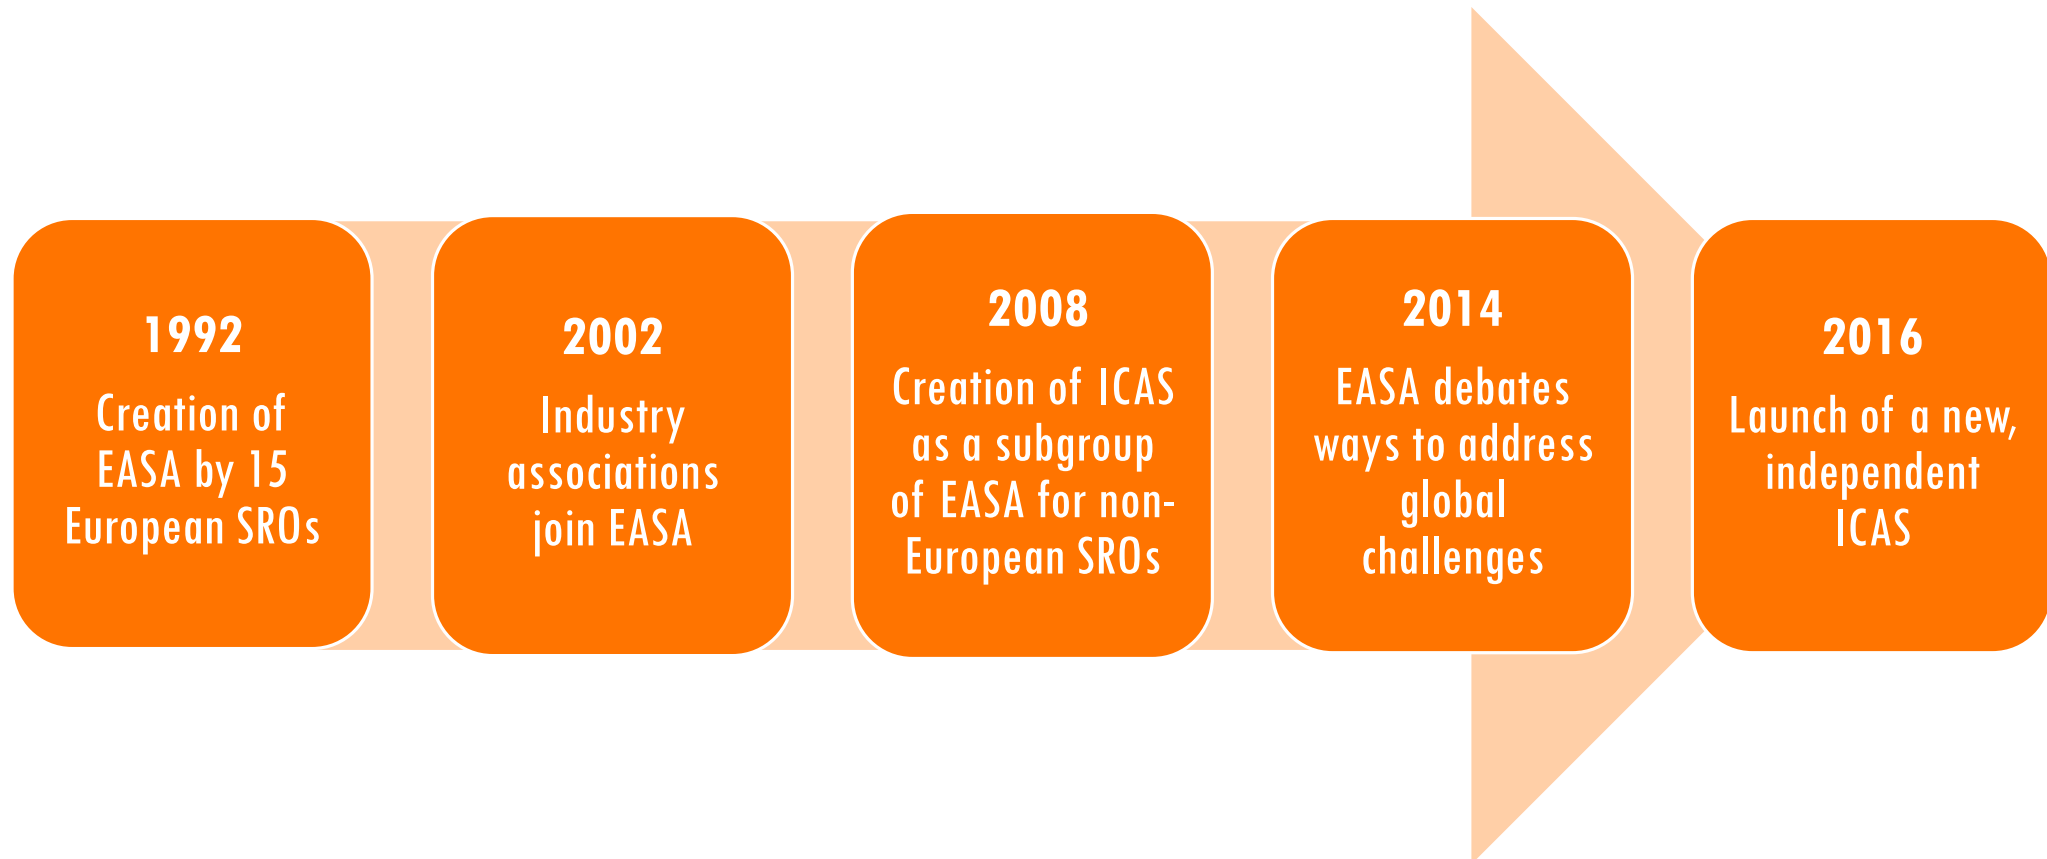 1992
Creation of
EASA by 15
European SROs
2002
Industry
associations
join EASA
2008
Creation of ICAS
as a subgroup
of EASA for non-
European SROs
2014
EASA debates
ways to address
global
challenges
2016
Launch of a new,
independent
ICAS